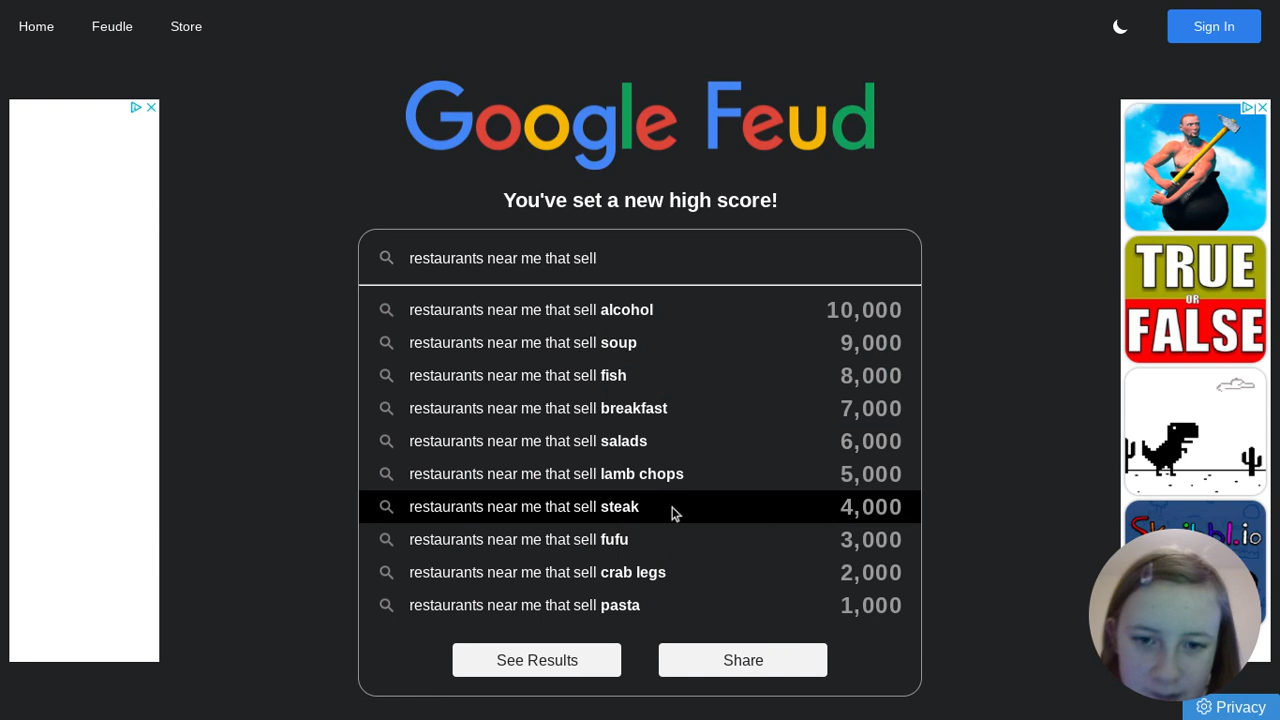 Home Feudle Store Sign In
Google Feud
You've set a new high score!
restaurants near me that sell
restaurants near me that sell alcohol 10,000
restaurants near me that sell soup 9,000
restaurants near me that sell fish 8,000
restaurants near me that sell breakfast 7,000
restaurants near me that sell salads 6,000
restaurants near me that sell lamb chops 5,000
restaurants near me that sell steak 4,000
restaurants near me that sell fufu 3,000
restaurants near me that sell crab legs 2,000
restaurants near me that sell pasta 1,000
See Results Share
TRUE
or
FALSE
Skribbl.io
Privacy